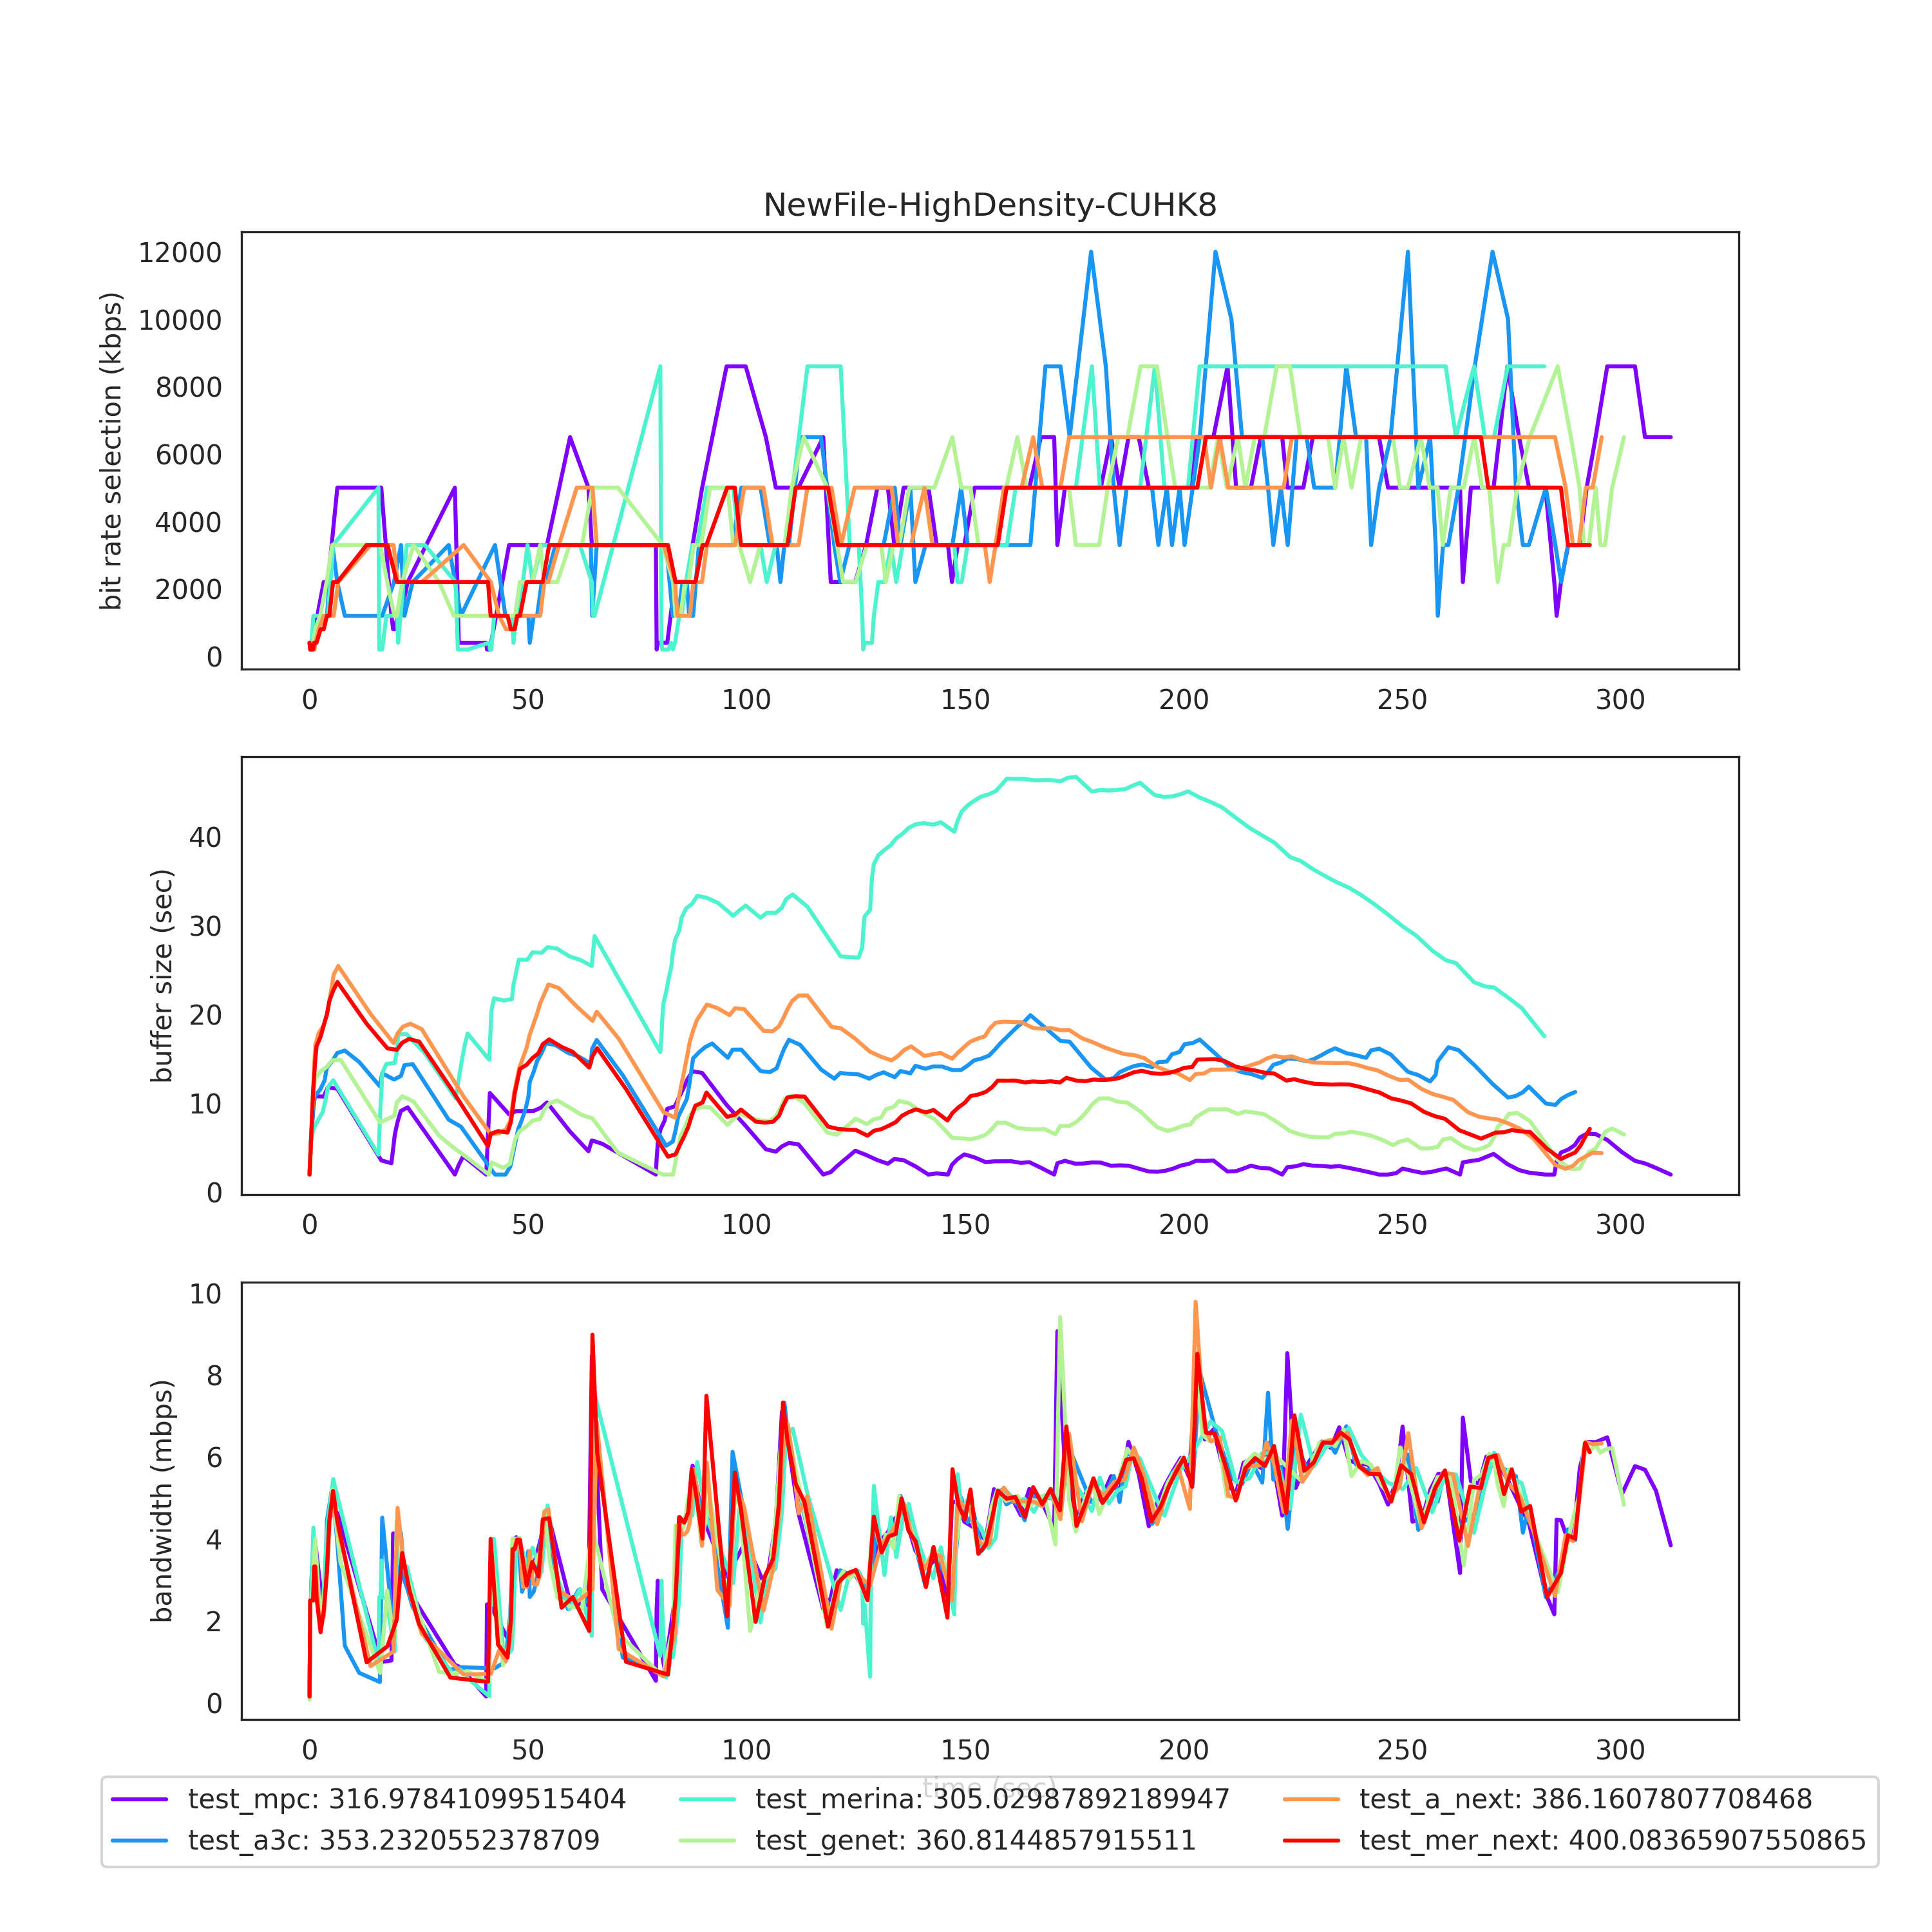 NewFile-HighDensity-CUHK8
bit rate selection (kbps)
12000
10000
8000
6000
4000
2000
0
0 50 100 150 200 250 300
buffer size (sec)
40
30
20
10
0
0 50 100 150 200 250 300
bandwidth (mbps)
10
8
6
4
2
0
0 50 100 150 200 250 300
time (sec)
test_mpc: 316.97841099515404
test_a3c: 353.2320552378709
test_merina: 305.02987892189947
test_genet: 360.8144857915511
test_a_next: 386.1607807708468
test_mer_next: 400.08365907550865